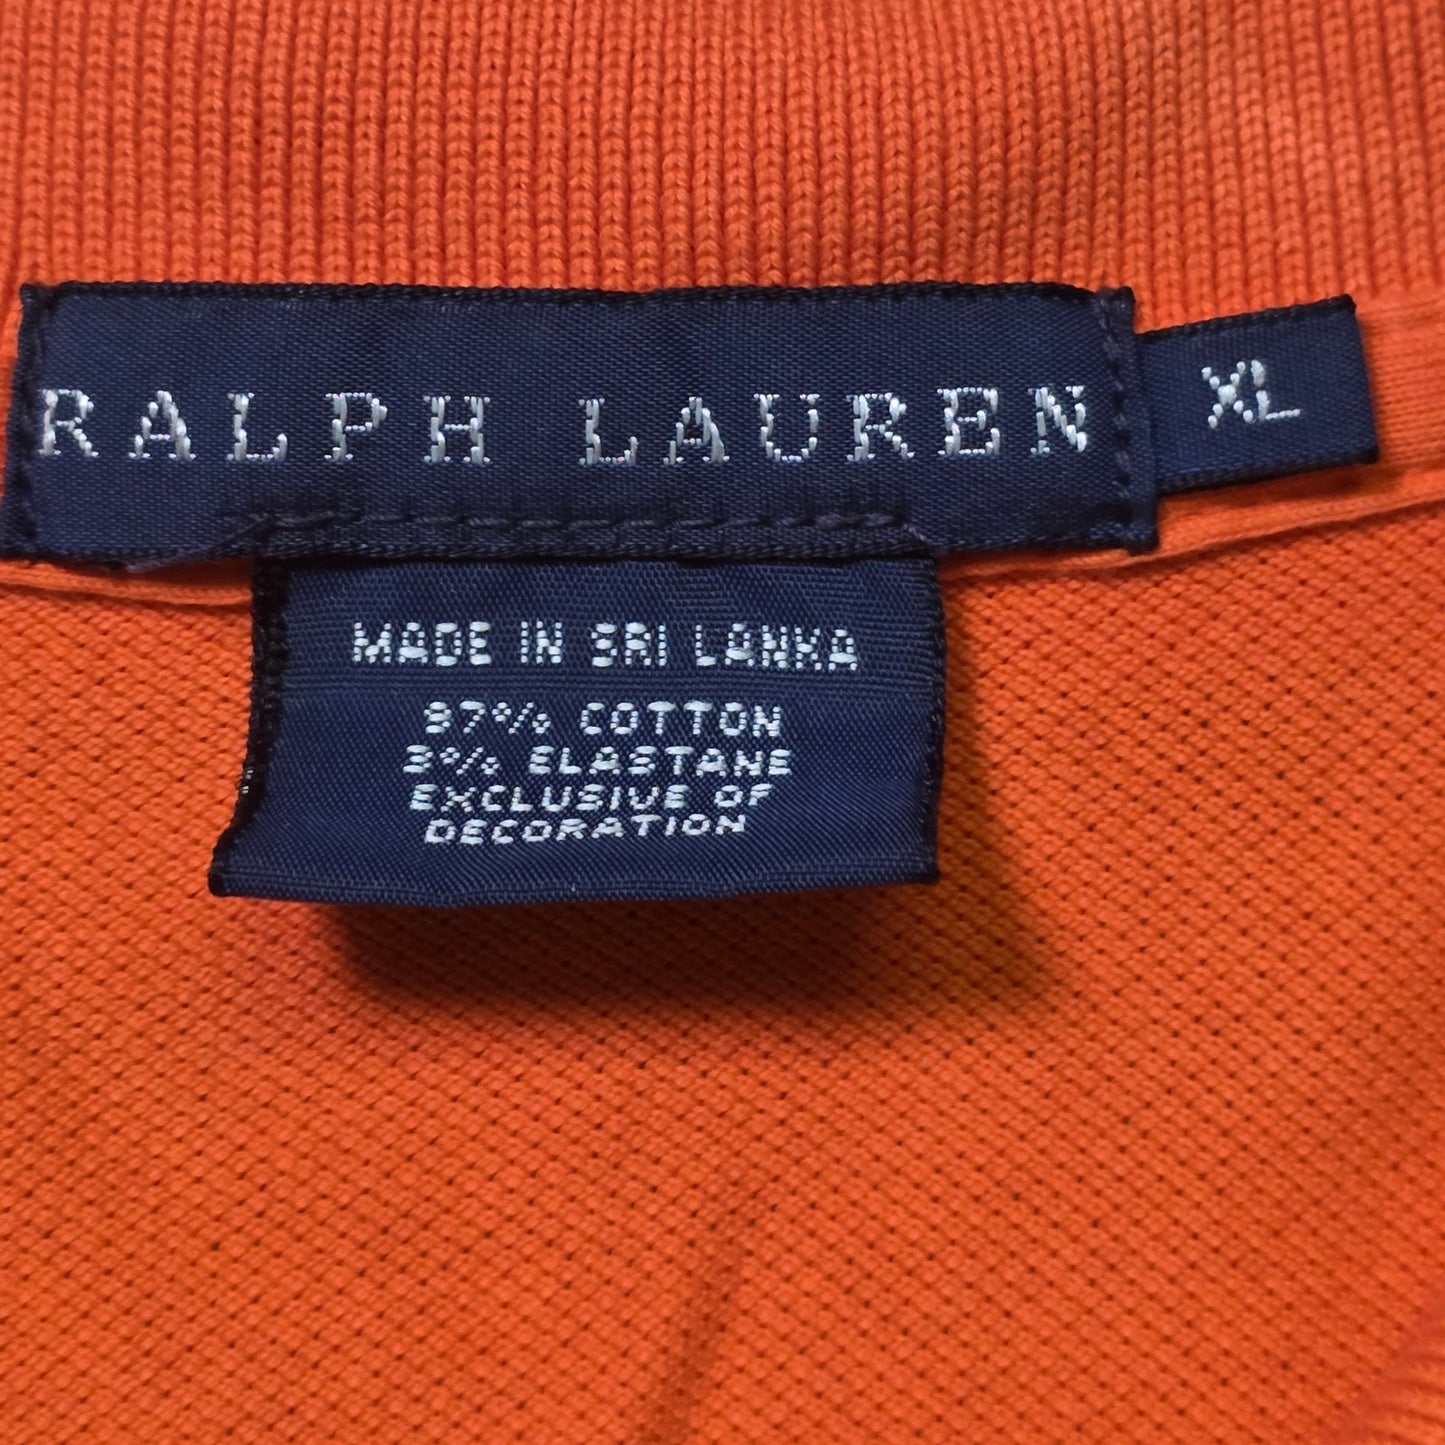 RALPH LAUREN
XL
MADE IN SRI LANKA
97% COTTON
3% ELASTANE
EXCLUSIVE OF
DECORATION